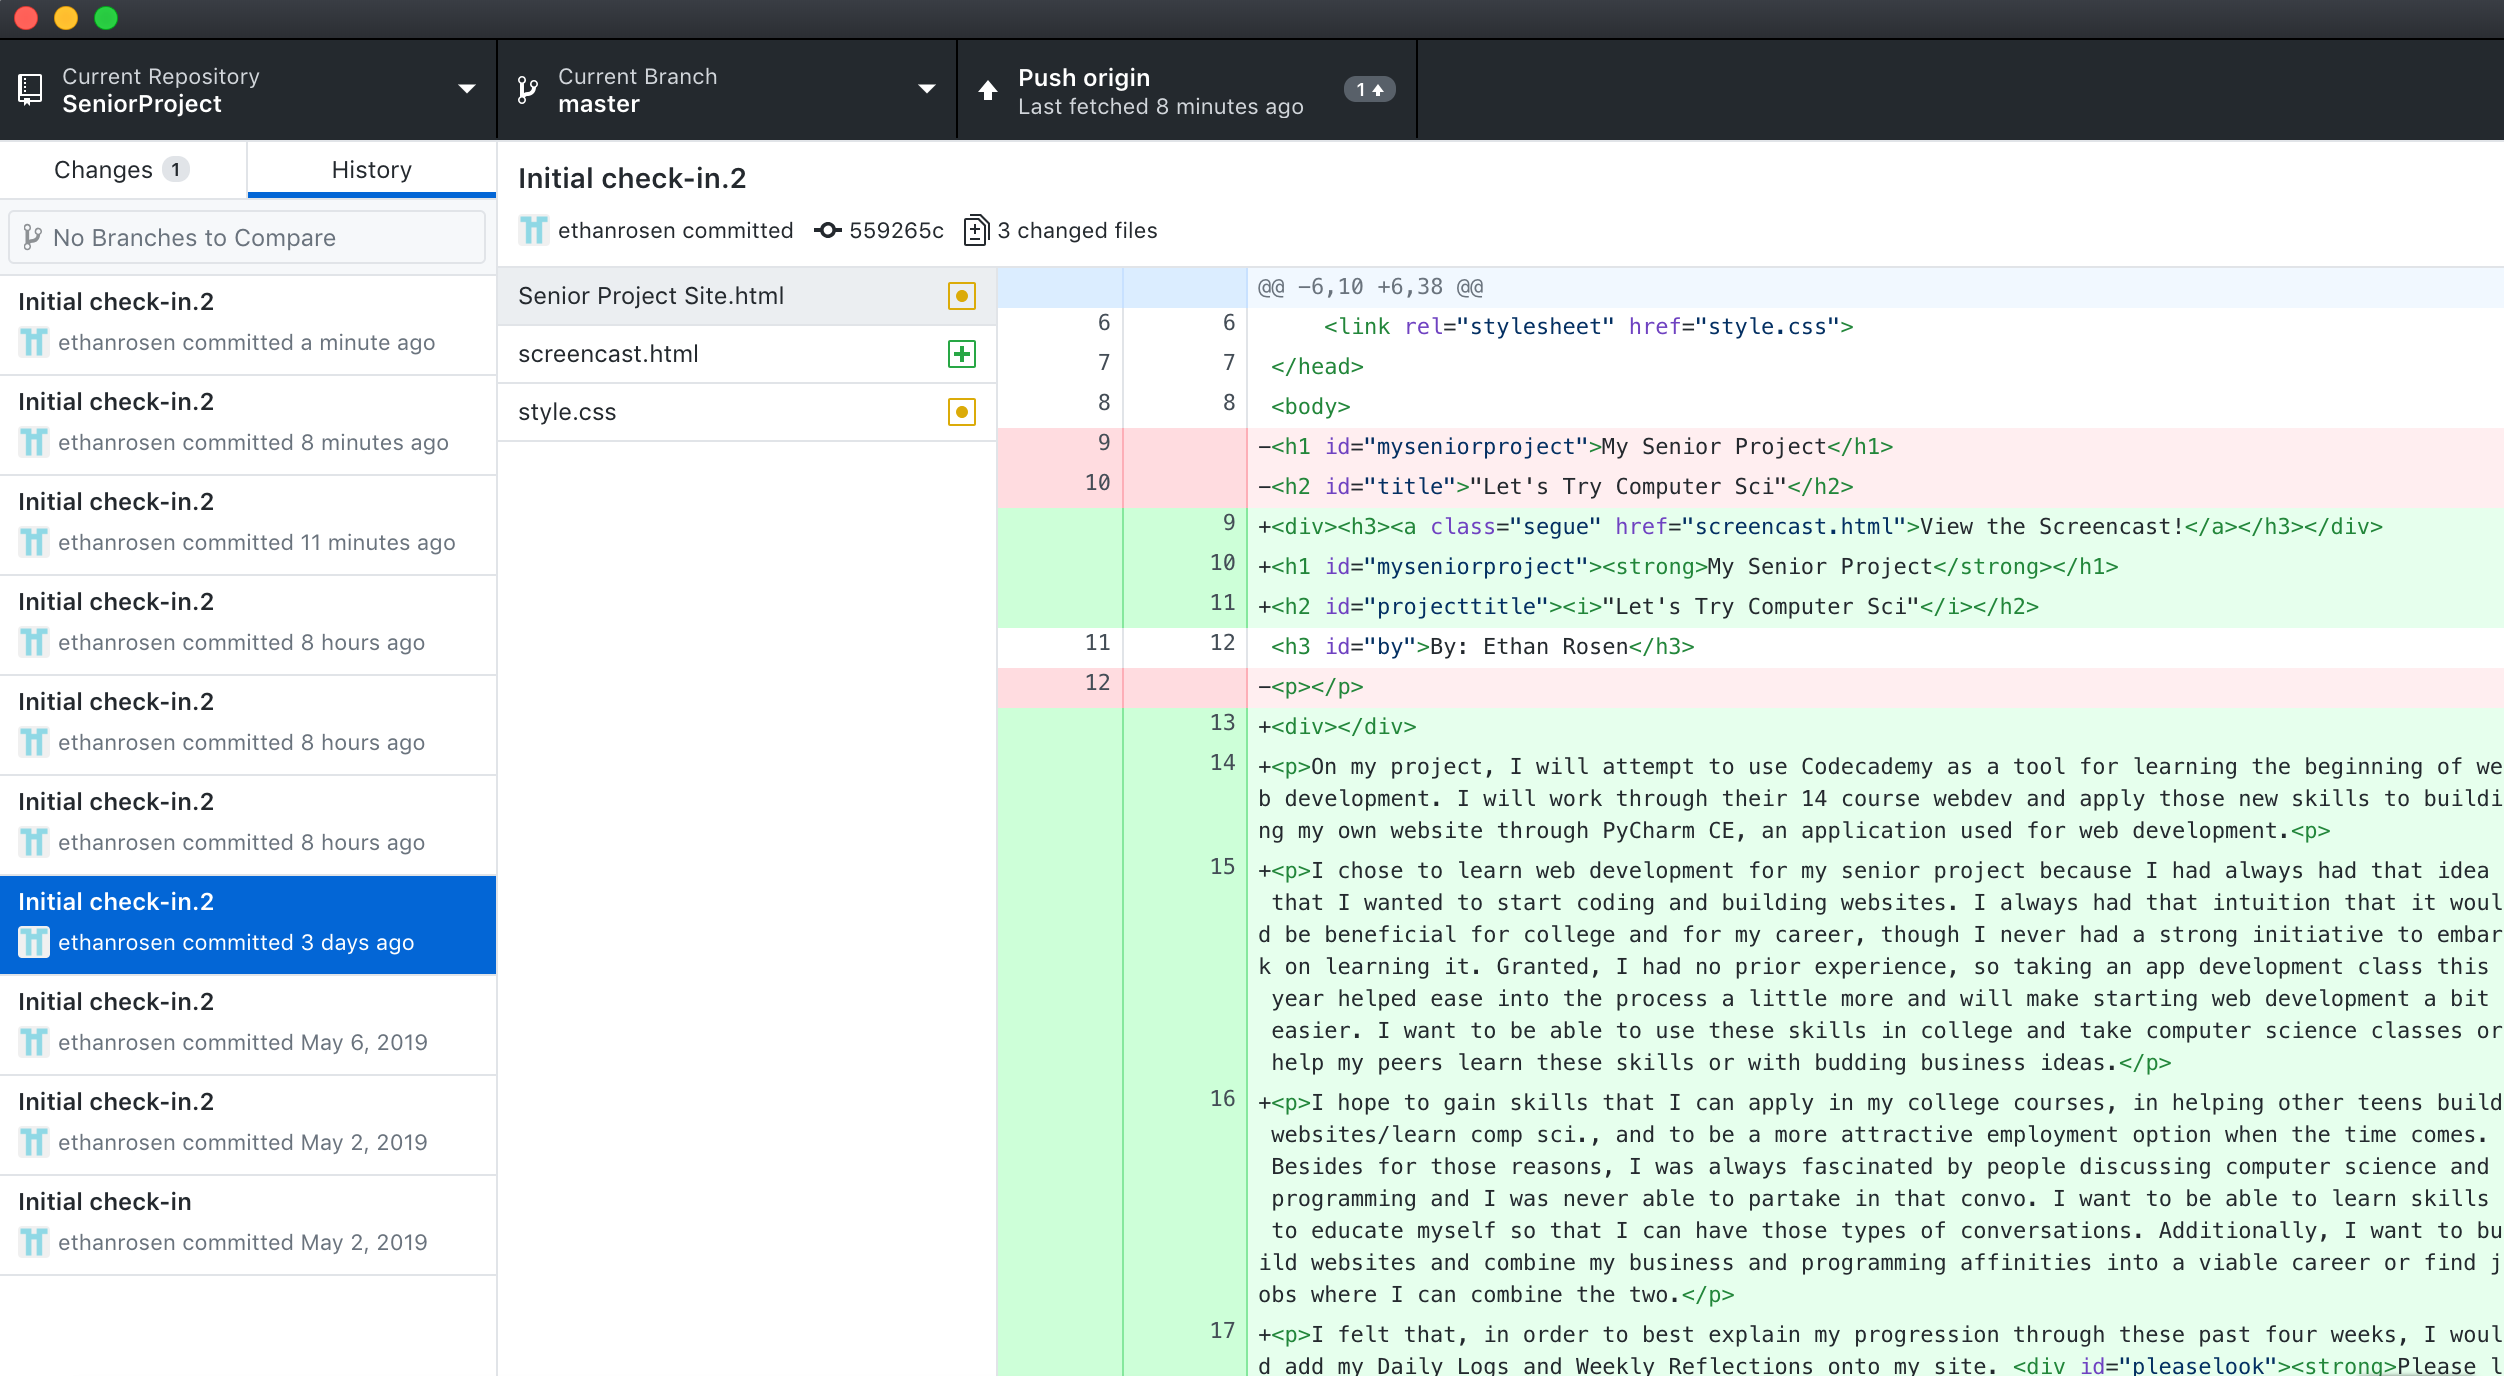 Current Repository
SeniorProject
Current Branch
master
Push origin
Last fetched 8 minutes ago
1
Changes 1
History
No Branches to Compare
Initial check-in.2
ethanrosen committed a minute ago
Initial check-in.2
ethanrosen committed 8 minutes ago
Initial check-in.2
ethanrosen committed 11 minutes ago
Initial check-in.2
ethanrosen committed 8 hours ago
Initial check-in.2
ethanrosen committed 8 hours ago
Initial check-in.2
ethanrosen committed 8 hours ago
Initial check-in.2
ethanrosen committed 3 days ago
Initial check-in.2
ethanrosen committed May 6, 2019
Initial check-in.2
ethanrosen committed May 2, 2019
Initial check-in
ethanrosen committed May 2, 2019
Initial check-in.2
ethanrosen committed 559265c 3 changed files
Senior Project Site.html
screencast.html
style.css
@@ -6,10 +6,38 @@
6 6 <link rel="stylesheet" href="style.css">
7 7 </head>
8 8 <body>
9 -<h1 id="myseniorproject">My Senior Project</h1>
10 -<h2 id="title">"Let's Try Computer Sci"</h2>
9 +<div><h3><a class="segue" href="screencast.html">View the Screencast!</a></h3></div>
10 +<h1 id="myseniorproject"><strong>My Senior Project</strong></h1>
11 +<h2 id="projecttitle"><i>"Let's Try Computer Sci"</i></h2>
11 12 <h3 id="by">By: Ethan Rosen</h3>
12 -<p></p>
13 +<div></div>
14 +<p>On my project, I will attempt to use Codecademy as a tool for learning the beginning of we
b development. I will work through their 14 course webdev and apply those new skills to buildi
ng my own website through PyCharm CE, an application used for web development.<p>
15 +<p>I chose to learn web development for my senior project because I had always had that idea
that I wanted to start coding and building websites. I always had that intuition that it woul
d be beneficial for college and for my career, though I never had a strong initiative to embar
k on learning it. Granted, I had no prior experience, so taking an app development class this
year helped ease into the process a little more and will make starting web development a bit
easier. I want to be able to use these skills in college and take computer science classes or
help my peers learn these skills or with budding business ideas.</p>
16 +<p>I hope to gain skills that I can apply in my college courses, in helping other teens build
websites/learn comp sci., and to be a more attractive employment option when the time comes.
Besides for those reasons, I was always fascinated by people discussing computer science and
programming and I was never able to partake in that convo. I want to be able to learn skills
to educate myself so that I can have those types of conversations. Additionally, I want to bu
ild websites and combine my business and programming affinities into a viable career or find j
obs where I can combine the two.</p>
17 +<p>I felt that, in order to best explain my progression through these past four weeks, I woul
d add my Daily Logs and Weekly Reflections onto my site. <div id="pleaselook"><strong>Please l